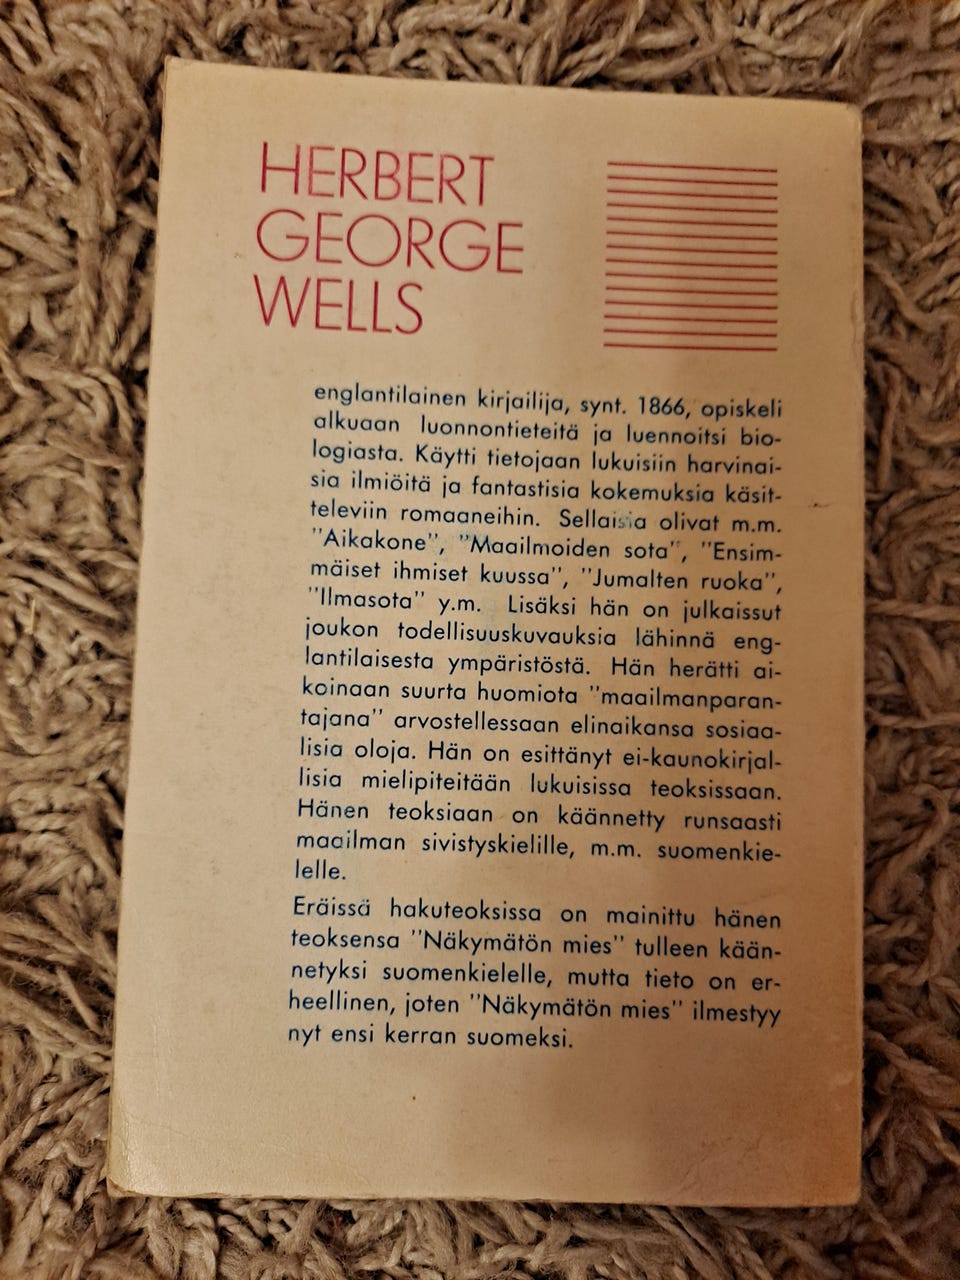 HERBERT
GEORGE
WELLS
englantilainen kirjailija, synt. 1866, opiskeli
alkuaan luonnontieteitä ja luennoitsi bio-
logiasta. Käytti tietojaan lukuisiin harvinai-
sia ilmiöitä ja fantastisia kokemuksia käsit-
televiin romaaneihin. Sellaisia olivat m.m.
"Aikakone", "Maailmoiden sota", "Ensim-
mäiset ihmiset kuussa", "Jumalten ruoka",
"Ilmasota" y.m. Lisäksi hän on julkaissut
joukon todellisuuskuvauksia lähinnä eng-
lantilaisesta ympäristöstä. Hän herätti ai-
koinaan suurta huomiota "maailmanparan-
tajana" arvostellessaan elinaikansa sosiaa-
lisia oloja. Hän on esittänyt ei-kaunokirjal-
lisia mielipiteitään lukuisissa teoksissaan.
Hänen teoksiaan on käännetty runsaasti
maailman sivistyskielille, m.m. suomenkie-
lelle.
Eräissä hakuteoksissa on mainittu hänen
teoksensa "Näkymätön mies" tulleen kään-
netyksi suomenkielelle, mutta tieto on er-
heellinen, joten "Näkymätön mies" ilmestyy
nyt ensi kerran suomeksi.